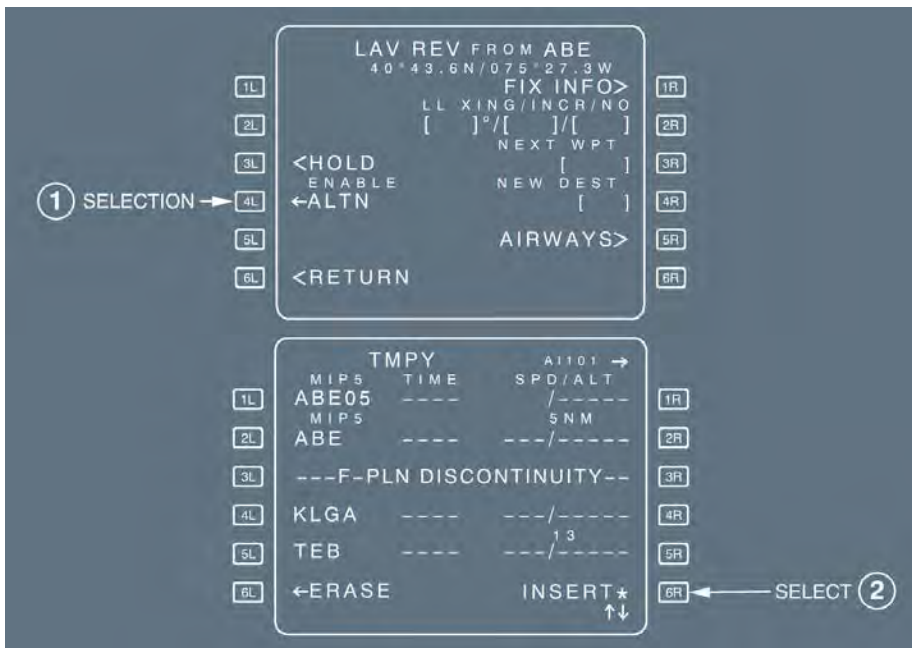 LAV REV FROM ABE
40°43.6N/075°27.3W
1L FIX INFO> 1R
LL XING/INCR/NO
2L [ ]°/[ ]/[ ] 2R
NEXT WPT
3L <HOLD [ ] 3R
ENABLE NEW DEST
1 SELECTION 4L ←ALTN [ ] 4R
5L AIRWAYS> 5R
6L <RETURN 6R
TMPY AI101 →
MIP5 TIME SPD/ALT
1L ABE05 ---- /----- 1R
MIP5 5NM
2L ABE ---- ---/----- 2R
3L ---F-PLN DISCONTINUITY-- 3R
4L KLGA ---- ---/----- 4R
13
5L TEB ---- ---/----- 5R
6L ←ERASE INSERT* 6R SELECT 2
↑↓